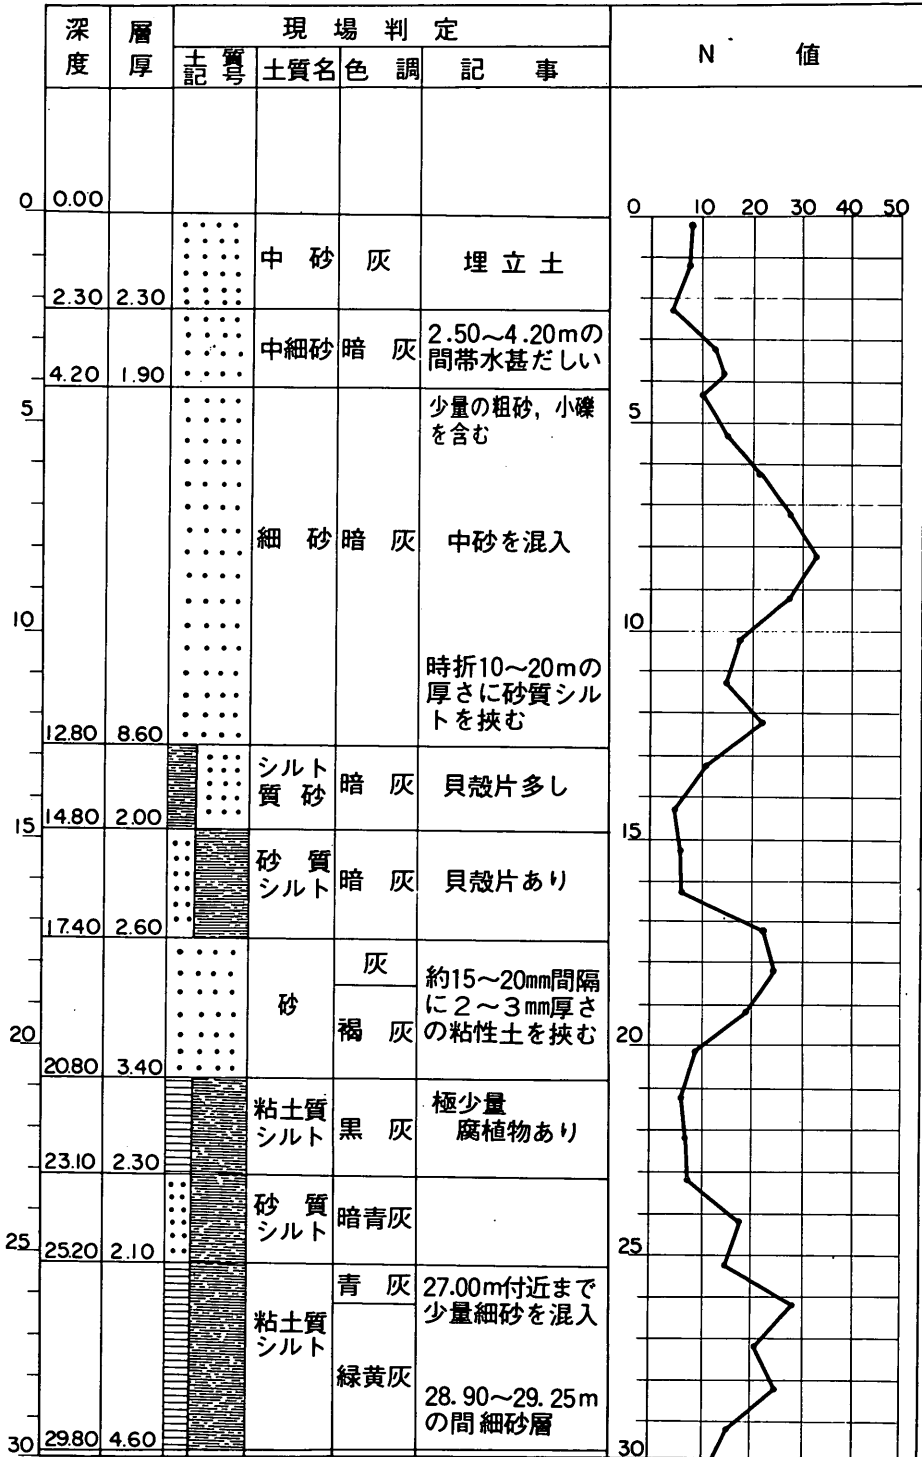 深度
層厚
現場判定
土質記号
土質名
色調
記事
N値
0 0.00
0 10 20 30 40 50
中砂 灰 埋立土
2.30 2.30
中細砂 暗灰 2.50～4.20mの
間帯水甚だしい
4.20 1.90
5
少量の粗砂，小礫
を含む
5
細砂 暗灰 中砂を混入
10
10
時折10～20mの
厚さに砂質シル
トを挾む
12.80 8.60
シルト
質砂
暗灰 貝殻片多し
14.80 2.00
15
15
砂質
シルト
暗灰 貝殻片あり
17.40 2.60
灰
砂
褐灰
約15～20mm間隔
に2～3mm厚さ
の粘性土を挾む
20
20
20.80 3.40
粘土質
シルト
黒灰
極少量
腐植物あり
23.10 2.30
砂質
シルト
暗青灰
25
25.20 2.10
25
青灰
粘土質
シルト
27.00m付近まで
少量細砂を混入
緑黄灰
28.90～29.25m
の間細砂層
30 29.80 4.60
30